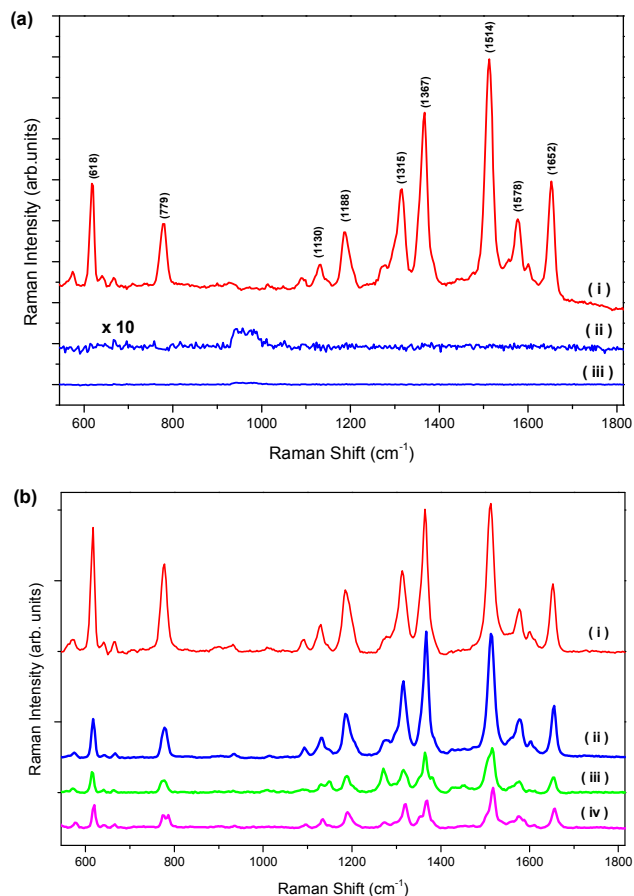 (a)
(618)
(779)
(1130)
(1188)
(1315)
(1367)
(1514)
(1578)
(1652)
( i )
x 10
( ii )
( iii )
Raman Intensity (arb.units)
600 800 1000 1200 1400 1600 1800
Raman Shift (cm⁻¹)
(b)
( i )
( ii )
( iii )
( iv )
Raman Intensity (arb. units)
600 800 1000 1200 1400 1600 1800
Raman Shift (cm⁻¹)